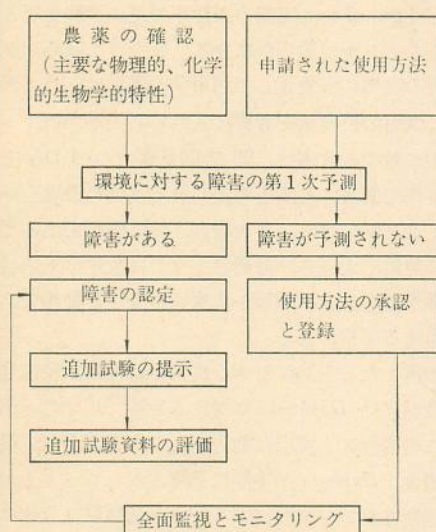 農薬の確認
(主要な物理的、化学
的生物学的特性)
申請された使用方法
環境に対する障害の第1次予測
障害がある
障害が予測されない
障害の認定
使用方法の承認
と登録
追加試験の提示
追加試験資料の評価
全面監視とモニタリング